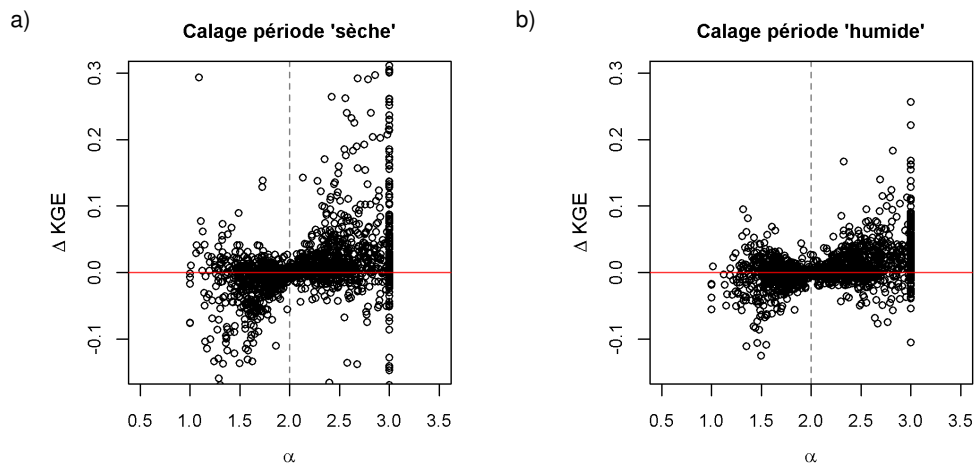 a)
Calage période 'sèche'
Δ KGE
0.3
0.2
0.1
0.0
-0.1
0.5 1.0 1.5 2.0 2.5 3.0 3.5
α
b)
Calage période 'humide'
Δ KGE
0.3
0.2
0.1
0.0
-0.1
0.5 1.0 1.5 2.0 2.5 3.0 3.5
α